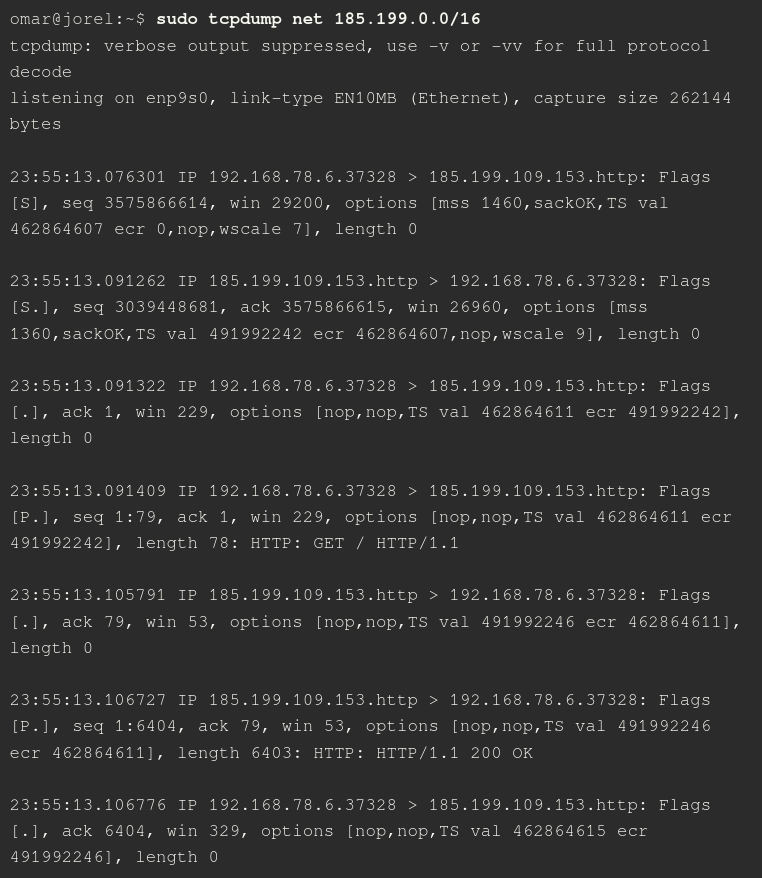 omar@jorel:~$ sudo tcpdump net 185.199.0.0/16
tcpdump: verbose output suppressed, use -v or -vv for full protocol
decode
listening on enp9s0, link-type EN10MB (Ethernet), capture size 262144
bytes
23:55:13.076301 IP 192.168.78.6.37328 > 185.199.109.153.http: Flags
[S], seq 3575866614, win 29200, options [mss 1460,sackOK,TS val
462864607 ecr 0,nop,wscale 7], length 0
23:55:13.091262 IP 185.199.109.153.http > 192.168.78.6.37328: Flags
[S.], seq 3039448681, ack 3575866615, win 26960, options [mss
1360,sackOK,TS val 491992242 ecr 462864607,nop,wscale 9], length 0
23:55:13.091322 IP 192.168.78.6.37328 > 185.199.109.153.http: Flags
[.], ack 1, win 229, options [nop,nop,TS val 462864611 ecr 491992242],
length 0
23:55:13.091409 IP 192.168.78.6.37328 > 185.199.109.153.http: Flags
[P.], seq 1:79, ack 1, win 229, options [nop,nop,TS val 462864611 ecr
491992242], length 78: HTTP: GET / HTTP/1.1
23:55:13.105791 IP 185.199.109.153.http > 192.168.78.6.37328: Flags
[.], ack 79, win 53, options [nop,nop,TS val 491992246 ecr 462864611],
length 0
23:55:13.106727 IP 185.199.109.153.http > 192.168.78.6.37328: Flags
[P.], seq 1:6404, ack 79, win 53, options [nop,nop,TS val 491992246
ecr 462864611], length 6403: HTTP: HTTP/1.1 200 OK
23:55:13.106776 IP 192.168.78.6.37328 > 185.199.109.153.http: Flags
[.], ack 6404, win 329, options [nop,nop,TS val 462864615 ecr
491992246], length 0